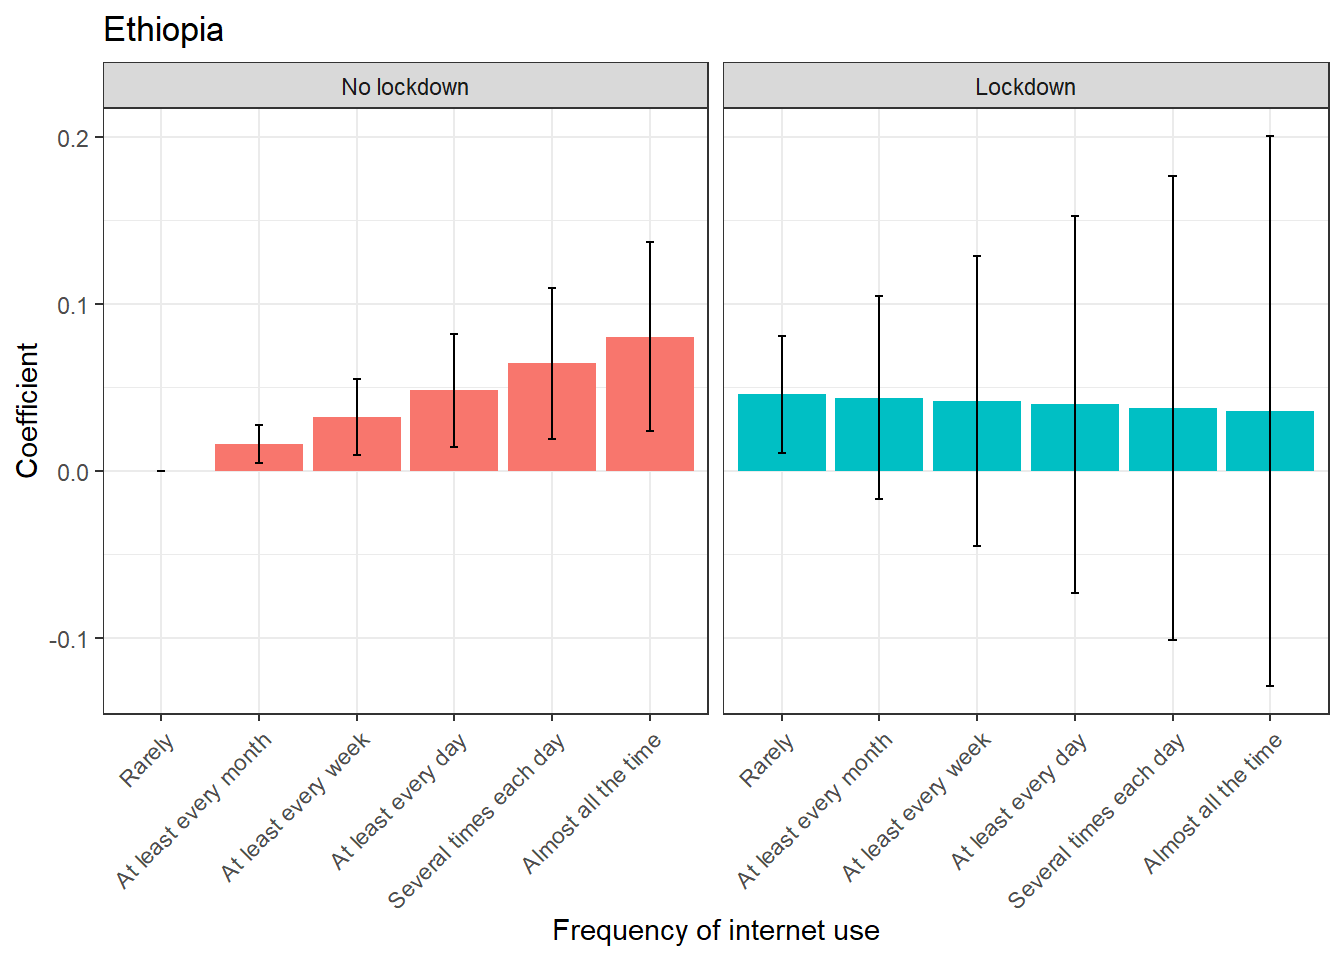 Ethiopia
No lockdown
Lockdown
Coefficient
0.2
0.1
0.0
-0.1
Rarely
At least every month
At least every week
At least every day
Several times each day
Almost all the time
Rarely
At least every month
At least every week
At least every day
Several times each day
Almost all the time
Frequency of internet use